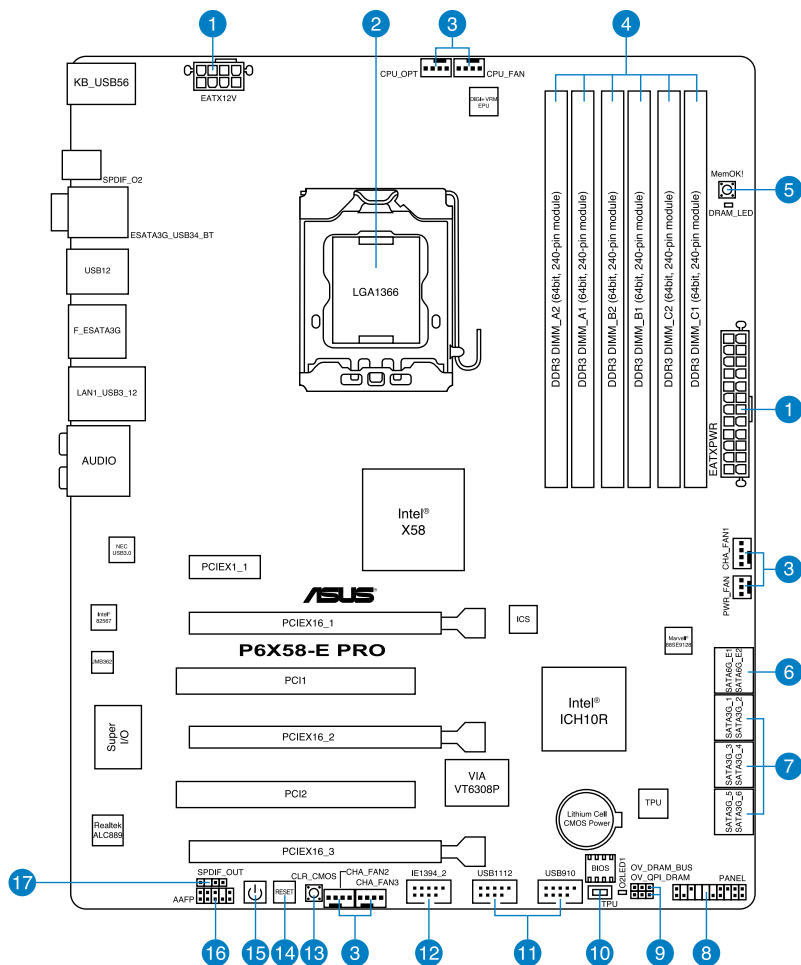 1
2
3
4
KB_USB56
EATX12V
CPU_OPT
CPU_FAN
DIGI+ VRM
EPU
SPDIF_O2
ESATA3G_USB34_BT
USB12
F_ESATA3G
LAN1_USB3_12
AUDIO
LGA1366
DDR3 DIMM_A2 (64bit, 240-pin module)
DDR3 DIMM_A1 (64bit, 240-pin module)
DDR3 DIMM_B2 (64bit, 240-pin module)
DDR3 DIMM_B1 (64bit, 240-pin module)
DDR3 DIMM_C2 (64bit, 240-pin module)
DDR3 DIMM_C1 (64bit, 240-pin module)
MemOK!
5
DRAM_LED
1
EATXPWR
Intel®
X58
NEC
USB3.0
PCIEX1_1
CHA_FAN1
3
PWR_FAN
ASUS
Intel®
82567
PCIEX16_1
ICS
P6X58-E PRO
Marvell®
88SE9128
JMB362
PCI1
SATA6G_E1
SATA6G_E2
6
Super
I/O
PCIEX16_2
Intel®
ICH10R
SATA3G_1
SATA3G_2
SATA3G_3
SATA3G_4
7
VIA
VT6308P
PCI2
TPU
SATA3G_5
SATA3G_6
Lithium Cell
CMOS Power
Realtek
ALC889
PCIEX16_3
BIOS
SPDIF_OUT
17
AAFP
RESET
CLR_CMOS
CHA_FAN2
CHA_FAN3
IE1394_2
USB1112
USB910
O2LED1
TPU
OV_DRAM_BUS
OV_QPI_DRAM
PANEL
16
15
14
13
3
12
11
10
9
8